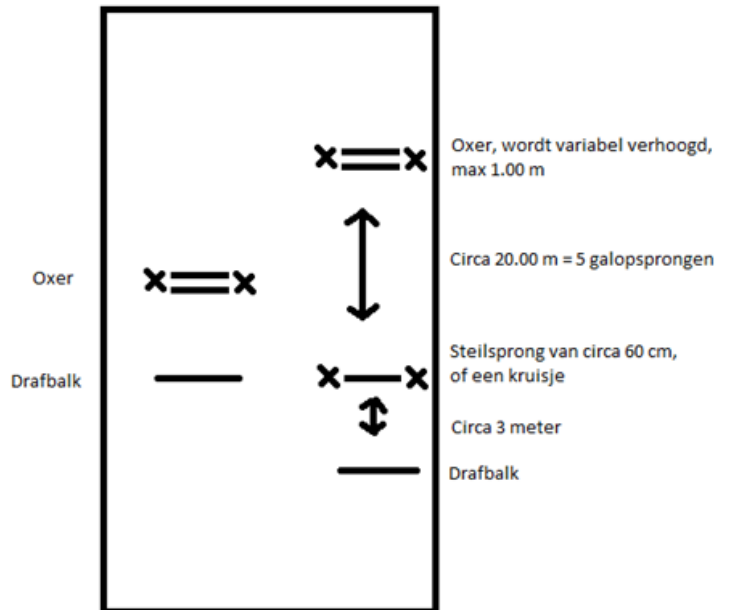 Oxer, wordt variabel verhoogd,
max 1.00 m
Circa 20.00 m = 5 galopsprongen
Oxer
Steilsprong van circa 60 cm,
of een kruisje
Drafbalk
Circa 3 meter
Drafbalk